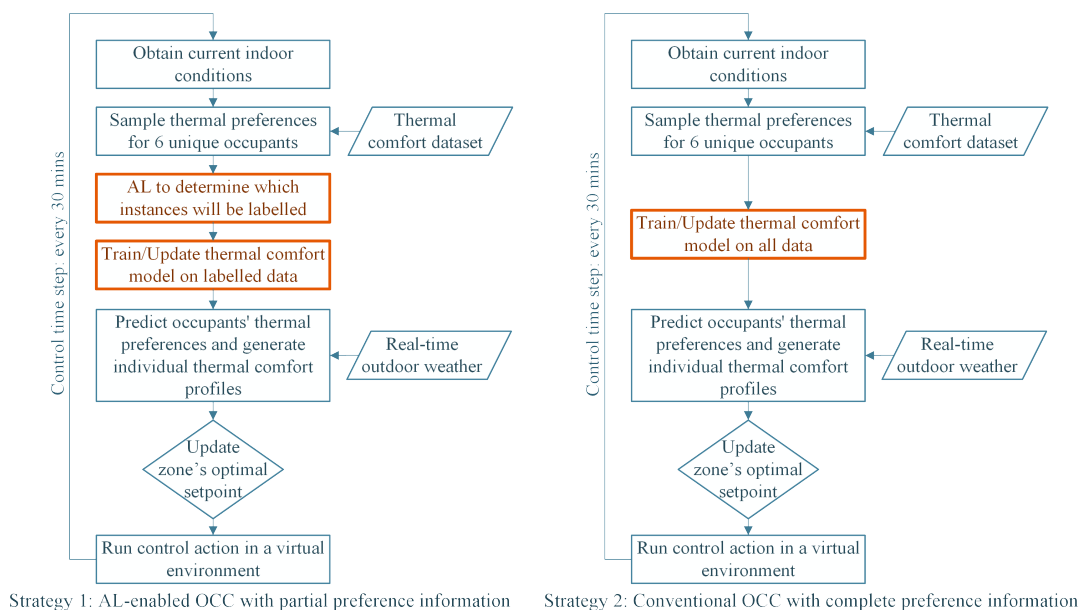 Control time step: every 30 mins
Obtain current indoor
conditions
Sample thermal preferences
for 6 unique occupants
Thermal
comfort dataset
AL to determine which
instances will be labelled
Train/Update thermal comfort
model on labelled data
Predict occupants' thermal
preferences and generate
individual thermal comfort
profiles
Real-time
outdoor weather
Update
zone's optimal
setpoint
Run control action in a virtual
environment
Strategy 1: AL-enabled OCC with partial preference information
Control time step: every 30 mins
Obtain current indoor
conditions
Sample thermal preferences
for 6 unique occupants
Thermal
comfort dataset
Train/Update thermal comfort
model on all data
Predict occupants' thermal
preferences and generate
individual thermal comfort
profiles
Real-time
outdoor weather
Update
zone's optimal
setpoint
Run control action in a virtual
environment
Strategy 2: Conventional OCC with complete preference information